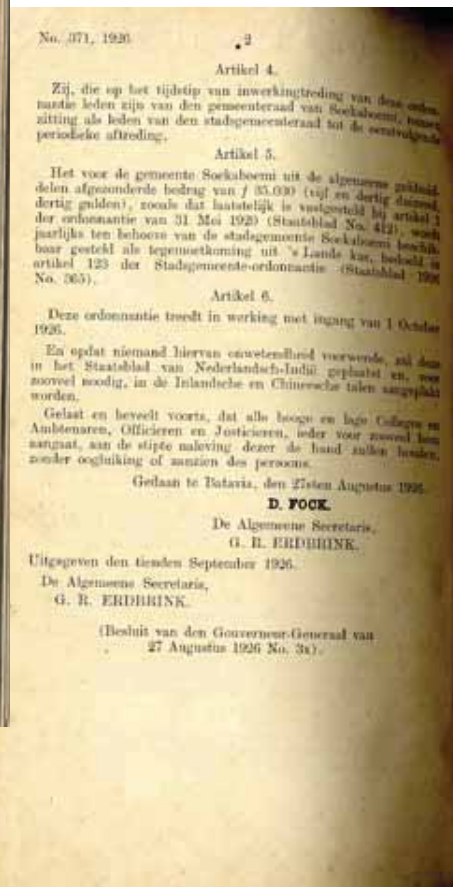 No. 371, 1926 2
Artikel 4.
Zij, die op het tijdstip van inwerkingtreding van deze orden-
nantie leden zijn van den gemeenteraad van Soekaboemi, nemen
zitting als leden van den stadsgemeenteraad tot de eerstvolgende
periodieke aftreding.
Artikel 5.
Het voor de gemeente Soekaboemi uit de algemeene geldmid-
delen afgezonderde bedrag van f 35.030 (vijf en dertig duizend,
dertig gulden), zooals dat laatstelijk is vastgesteld bij artikel 1
der ordonnantie van 31 Mei 1920 (Staatsblad No. 412), wordt
jaarlijks ten behoeve van de stadsgemeente Soekaboemi beschik-
baar gesteld als tegemoetkoming uit 's Lands kas, bedoeld in
artikel 123 der Stadsgemeente-ordonnantie (Staatsblad 1926
No. 365).
Artikel 6.
Deze ordonnantie treedt in werking met ingang van 1 October
1926.
En opdat niemand hiervan onwetendheid voorwende, zal deze
in het Staatsblad van Nederlandsch-Indië geplaatst en, voor
zooveel noodig, in de Inlandsche en Chineesche talen aangeplakt
worden.
Gelast en beveelt voorts, dat alle hooge en lage Colleges en
Ambtenaren, Officieren en Justicieren, ieder voor zooveel hem
aangaat, aan de stipte naleving dezer de hand zullen houden,
zonder oogluiking of aanzien des persoons.
Gedaan te Batavia, den 27sten Augustus 1926.
D. FOCK.
De Algemeene Secretaris,
G. R. ERDBRINK.
Uitgegeven den tienden September 1926.
De Algemeene Secretaris,
G. R. ERDBRINK.
(Besluit van den Gouverneur-Generaal van
27 Augustus 1926 No. 3x).